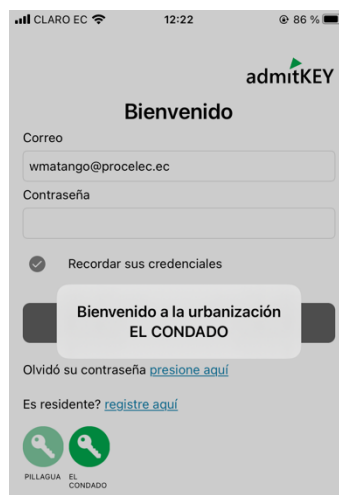 CLARO EC 12:22 86 %
admitKEY
Bienvenido
Correo
wmatango@procelec.ec
Contraseña
Recordar sus credenciales
Bienvenido a la urbanización
EL CONDADO
Olvidó su contraseña presione aquí
Es residente? registre aquí
PILLAGUA EL
CONDADO